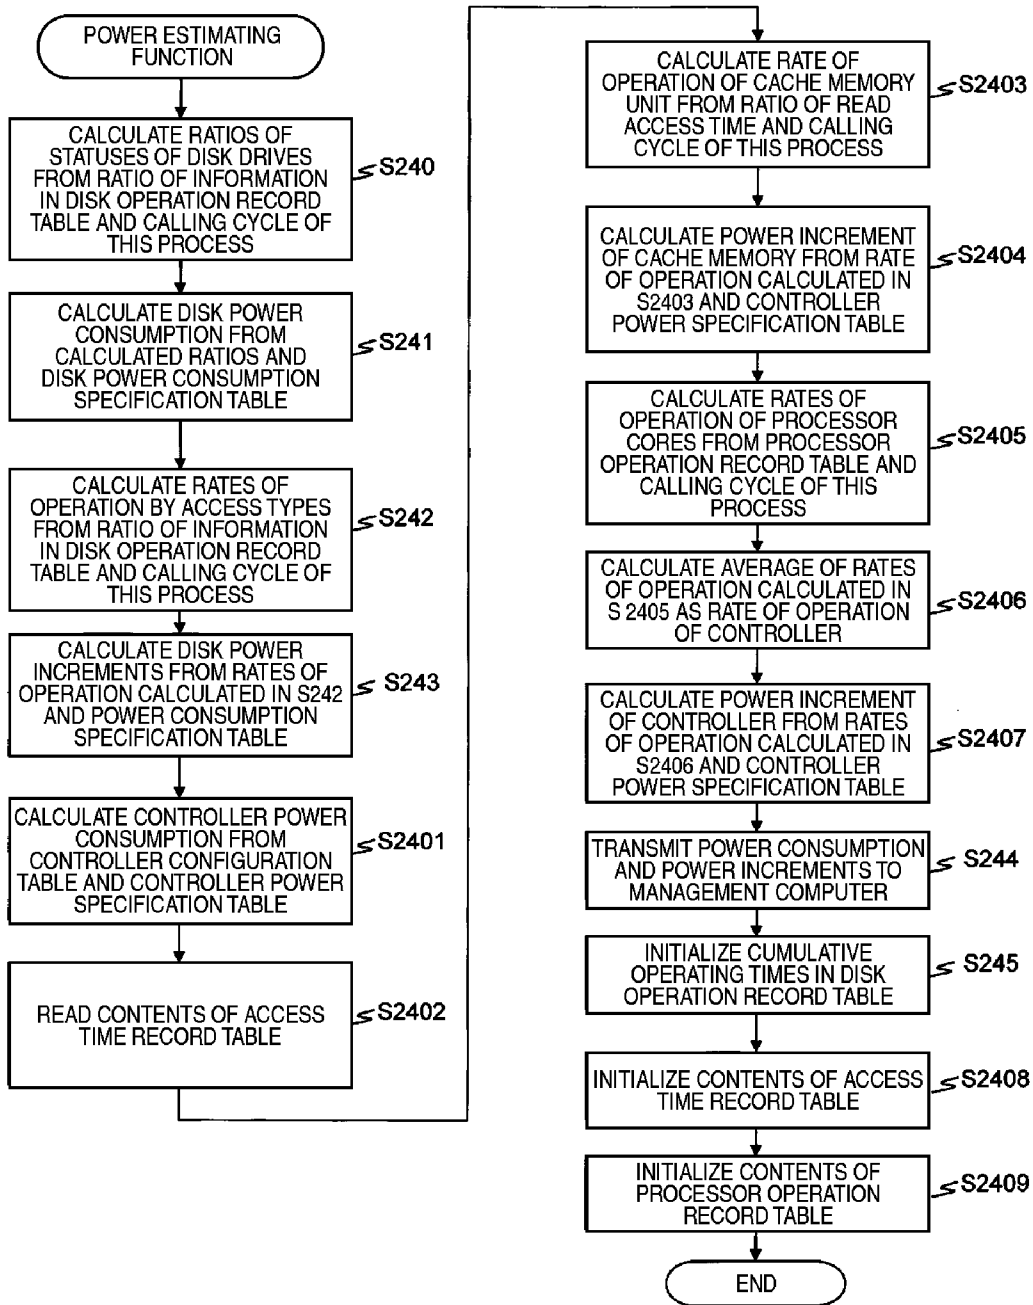 POWER ESTIMATING
FUNCTION
CALCULATE RATIOS OF
STATUSES OF DISK DRIVES
FROM RATIO OF INFORMATION
IN DISK OPERATION RECORD
TABLE AND CALLING CYCLE OF
THIS PROCESS
S240
CALCULATE DISK POWER
CONSUMPTION FROM
CALCULATED RATIOS AND
DISK POWER CONSUMPTION
SPECIFICATION TABLE
S241
CALCULATE RATES OF
OPERATION BY ACCESS TYPES
FROM RATIO OF INFORMATION
IN DISK OPERATION RECORD
TABLE AND CALLING CYCLE OF
THIS PROCESS
S242
CALCULATE DISK POWER
INCREMENTS FROM RATES OF
OPERATION CALCULATED IN S242
AND POWER CONSUMPTION
SPECIFICATION TABLE
S243
CALCULATE CONTROLLER POWER
CONSUMPTION FROM
CONTROLLER CONFIGURATION
TABLE AND CONTROLLER POWER
SPECIFICATION TABLE
S2401
READ CONTENTS OF ACCESS
TIME RECORD TABLE
S2402
CALCULATE RATE OF
OPERATION OF CACHE MEMORY
UNIT FROM RATIO OF READ
ACCESS TIME AND CALLING
CYCLE OF THIS PROCESS
S2403
CALCULATE POWER INCREMENT
OF CACHE MEMORY FROM RATE
OF OPERATION CALCULATED IN
S2403 AND CONTROLLER
POWER SPECIFICATION TABLE
S2404
CALCULATE RATES OF
OPERATION OF PROCESSOR
CORES FROM PROCESSOR
OPERATION RECORD TABLE AND
CALLING CYCLE OF THIS
PROCESS
S2405
CALCULATE AVERAGE OF RATES
OF OPERATION CALCULATED IN
S 2405 AS RATE OF OPERATION
OF CONTROLLER
S2406
CALCULATE POWER INCREMENT
OF CONTROLLER FROM RATES
OF OPERATION CALCULATED IN
S2406 AND CONTROLLER
POWER SPECIFICATION TABLE
S2407
TRANSMIT POWER CONSUMPTION
AND POWER INCREMENTS TO
MANAGEMENT COMPUTER
S244
INITIALIZE CUMULATIVE
OPERATING TIMES IN DISK
OPERATION RECORD TABLE
S245
INITIALIZE CONTENTS OF ACCESS
TIME RECORD TABLE
S2408
INITIALIZE CONTENTS OF
PROCESSOR OPERATION
RECORD TABLE
S2409
END